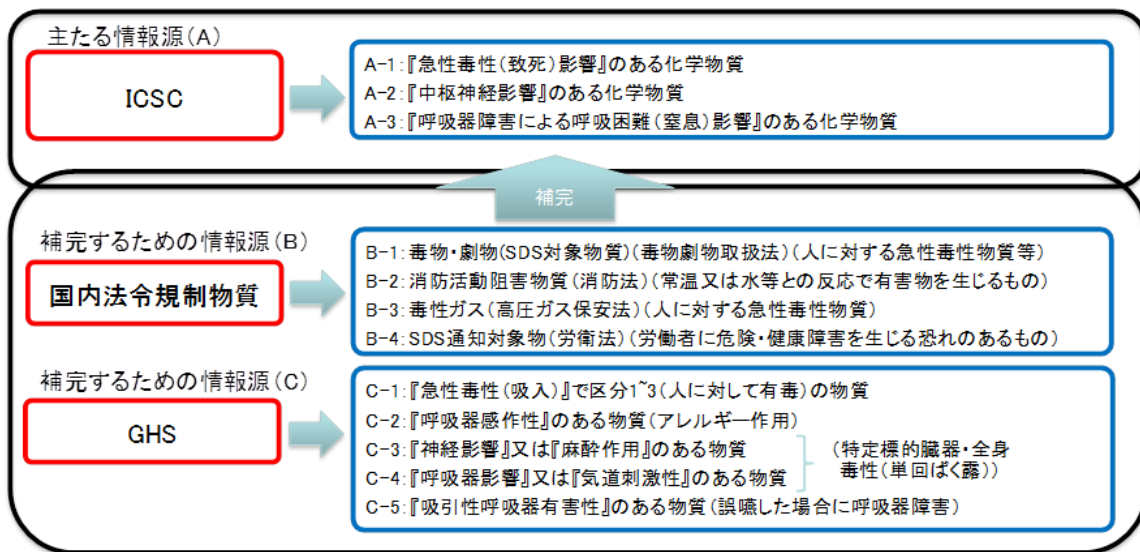 主たる情報源(A)
ICSC
A-1:『急性毒性(致死)影響』のある化学物質
A-2:『中枢神経影響』のある化学物質
A-3:『呼吸器障害による呼吸困難(窒息)影響』のある化学物質
補完
補完するための情報源(B)
国内法令規制物質
B-1:毒物・劇物(SDS対象物質)(毒物劇物取扱法)(人に対する急性毒性物質等)
B-2:消防活動阻害物質(消防法)(常温又は水等との反応で有害物を生じるもの)
B-3:毒性ガス(高圧ガス保安法)(人に対する急性毒性物質)
B-4:SDS通知対象物(労衛法)(労働者に危険・健康障害を生じる恐れのあるもの)
補完するための情報源(C)
GHS
C-1:『急性毒性(吸入)』で区分1~3(人に対して有毒)の物質
C-2:『呼吸器感作性』のある物質(アレルギー作用)
C-3:『神経影響』又は『麻酔作用』のある物質
C-4:『呼吸器影響』又は『気道刺激性』のある物質
(特定標的臓器・全身
毒性(単回ばく露))
C-5:『吸引性呼吸器有害性』のある物質(誤嚥した場合に呼吸器障害)